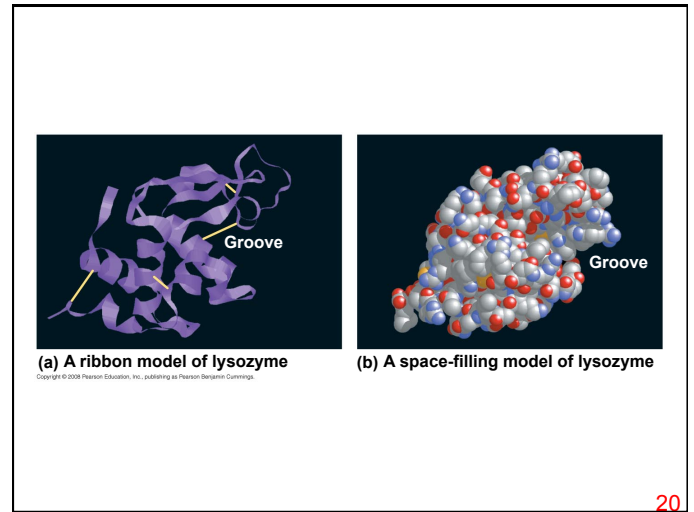 Groove
Groove
(a) A ribbon model of lysozyme
(b) A space-filling model of lysozyme
Copyright © 2008 Pearson Education, Inc., publishing as Pearson Benjamin Cummings.
20